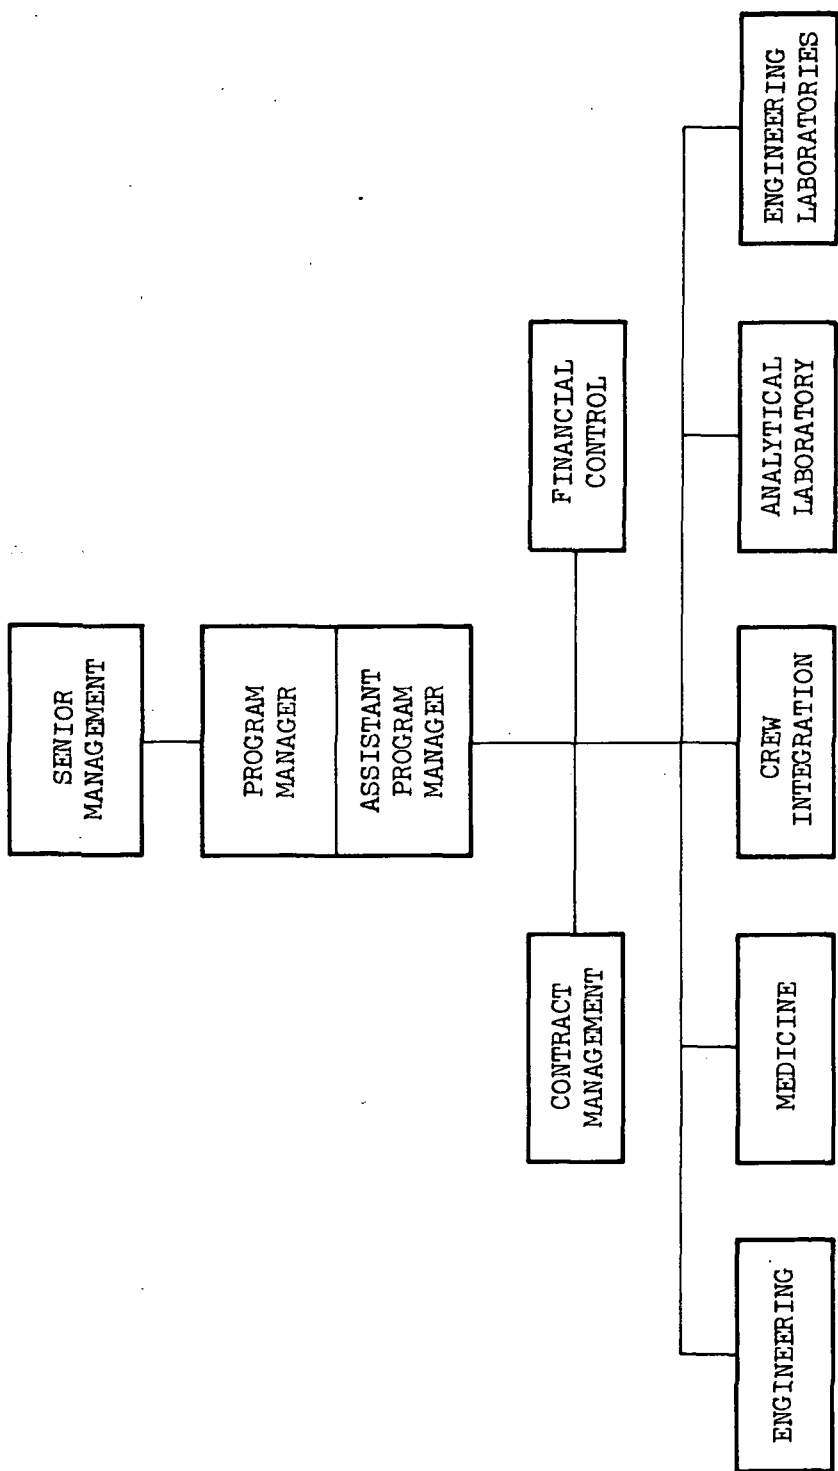 SENIOR
MANAGEMENT
PROGRAM
MANAGER
ASSISTANT
PROGRAM
MANAGER
CONTRACT
MANAGEMENT
FINANCIAL
CONTROL
ENGINEERING
MEDICINE
CREW
INTEGRATION
ANALYTICAL
LABORATORY
ENGINEERING
LABORATORIES